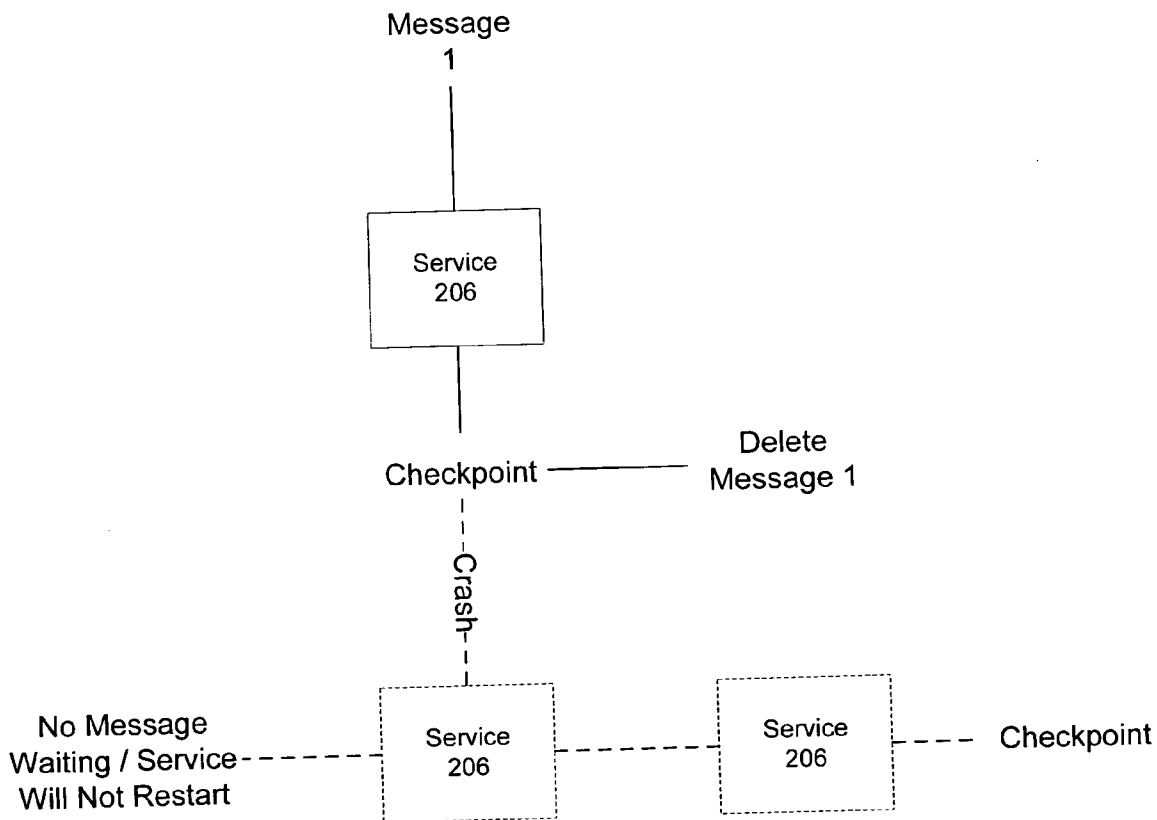 Message
1
Service
206
Checkpoint
Delete
Message 1
Crash
No Message
Waiting / Service
Will Not Restart
Service
206
Service
206
Checkpoint